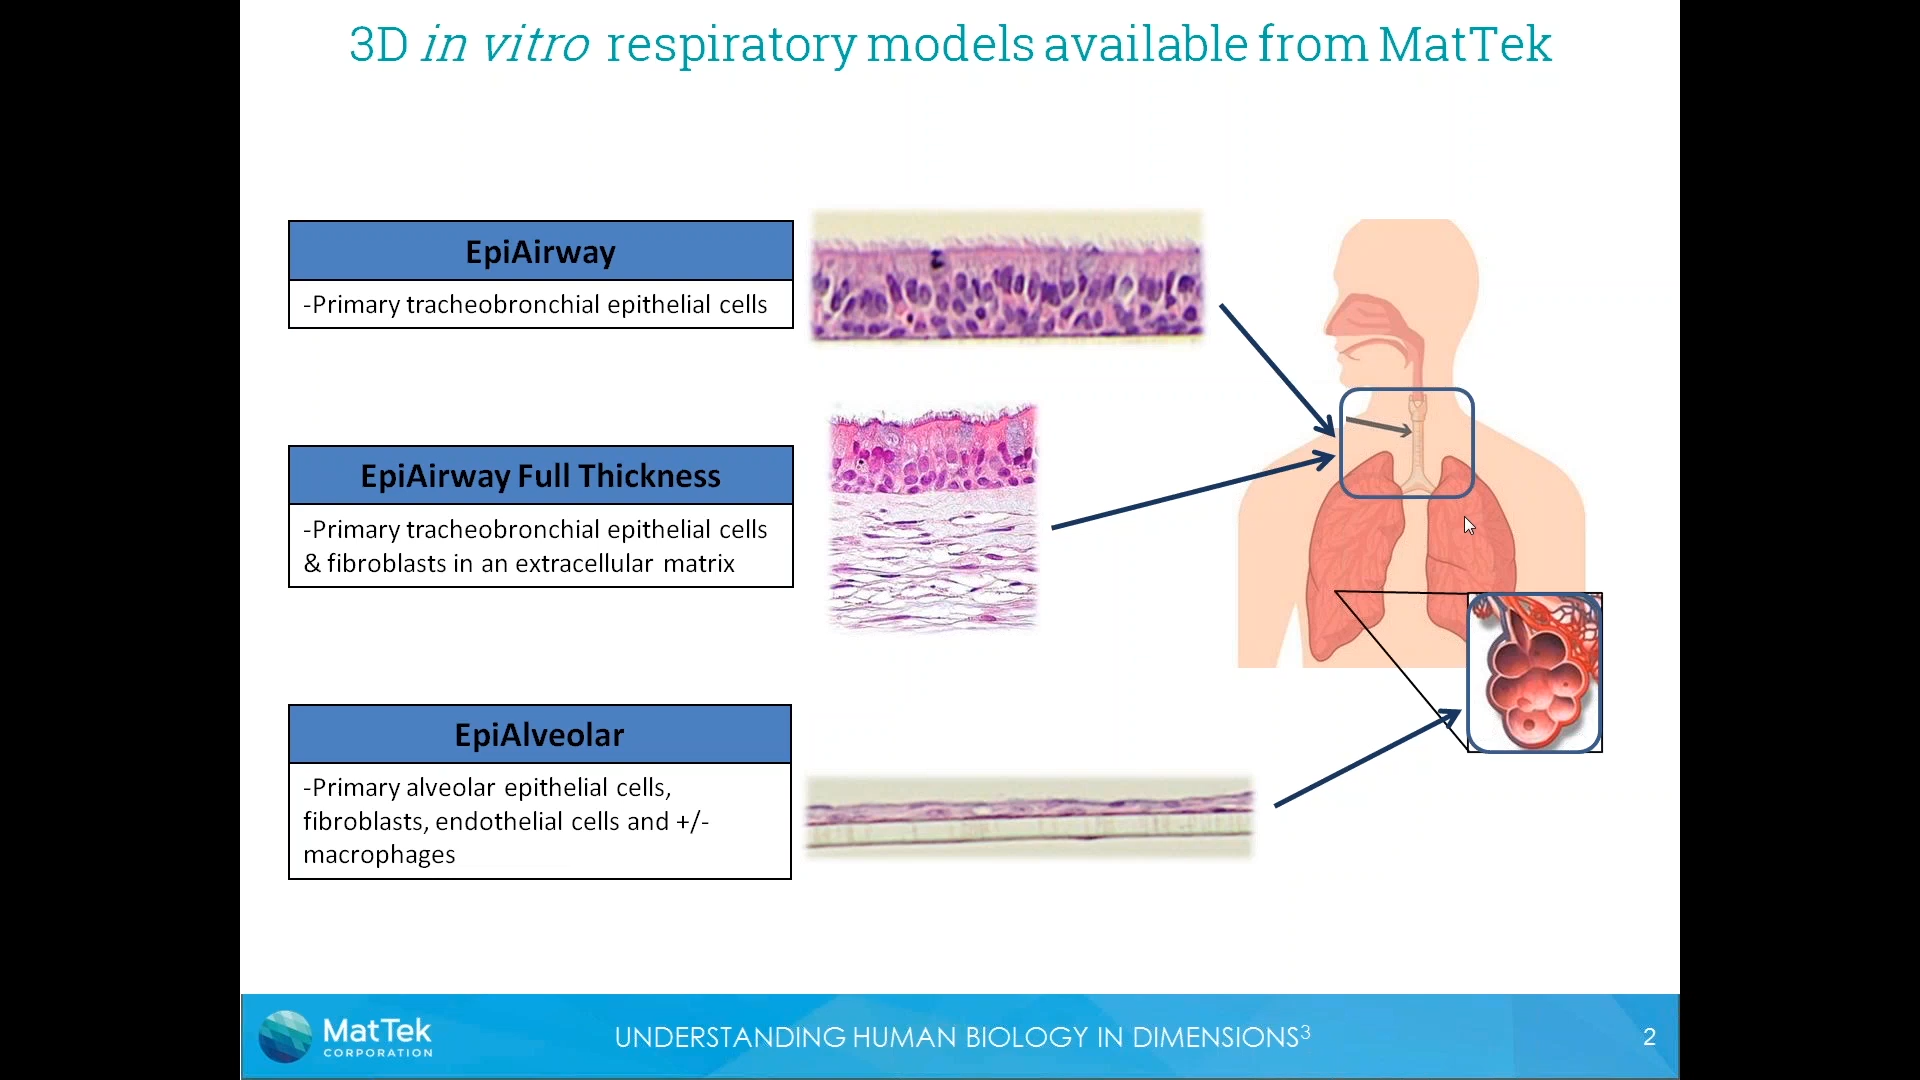 3D in vitro respiratory models available from MatTek
EpiAirway
-Primary tracheobronchial epithelial cells
EpiAirway Full Thickness
-Primary tracheobronchial epithelial cells
& fibroblasts in an extracellular matrix
EpiAlveolar
-Primary alveolar epithelial cells,
fibroblasts, endothelial cells and +/-
macrophages
MatTek
CORPORATION
UNDERSTANDING HUMAN BIOLOGY IN DIMENSIONS³
2